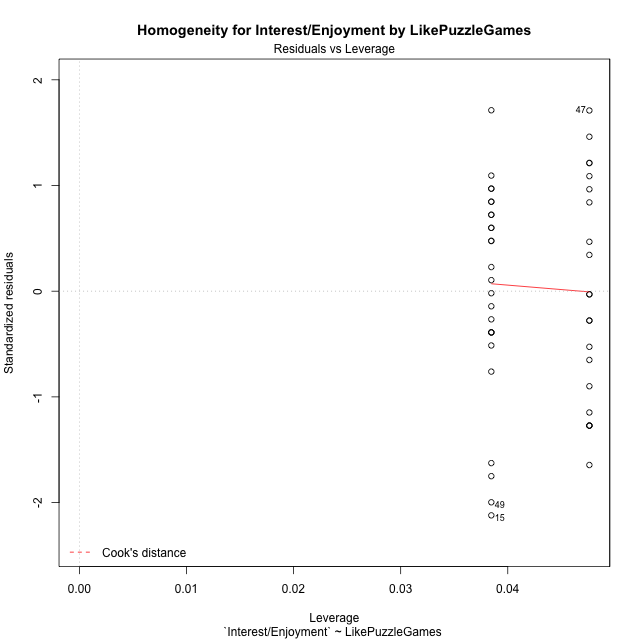 Homogeneity for Interest/Enjoyment by LikePuzzleGames
Residuals vs Leverage
2
1
0
-1
-2
Standardized residuals
47
49
15
Cook's distance
0.00 0.01 0.02 0.03 0.04
Leverage
`Interest/Enjoyment` ~ LikePuzzleGames